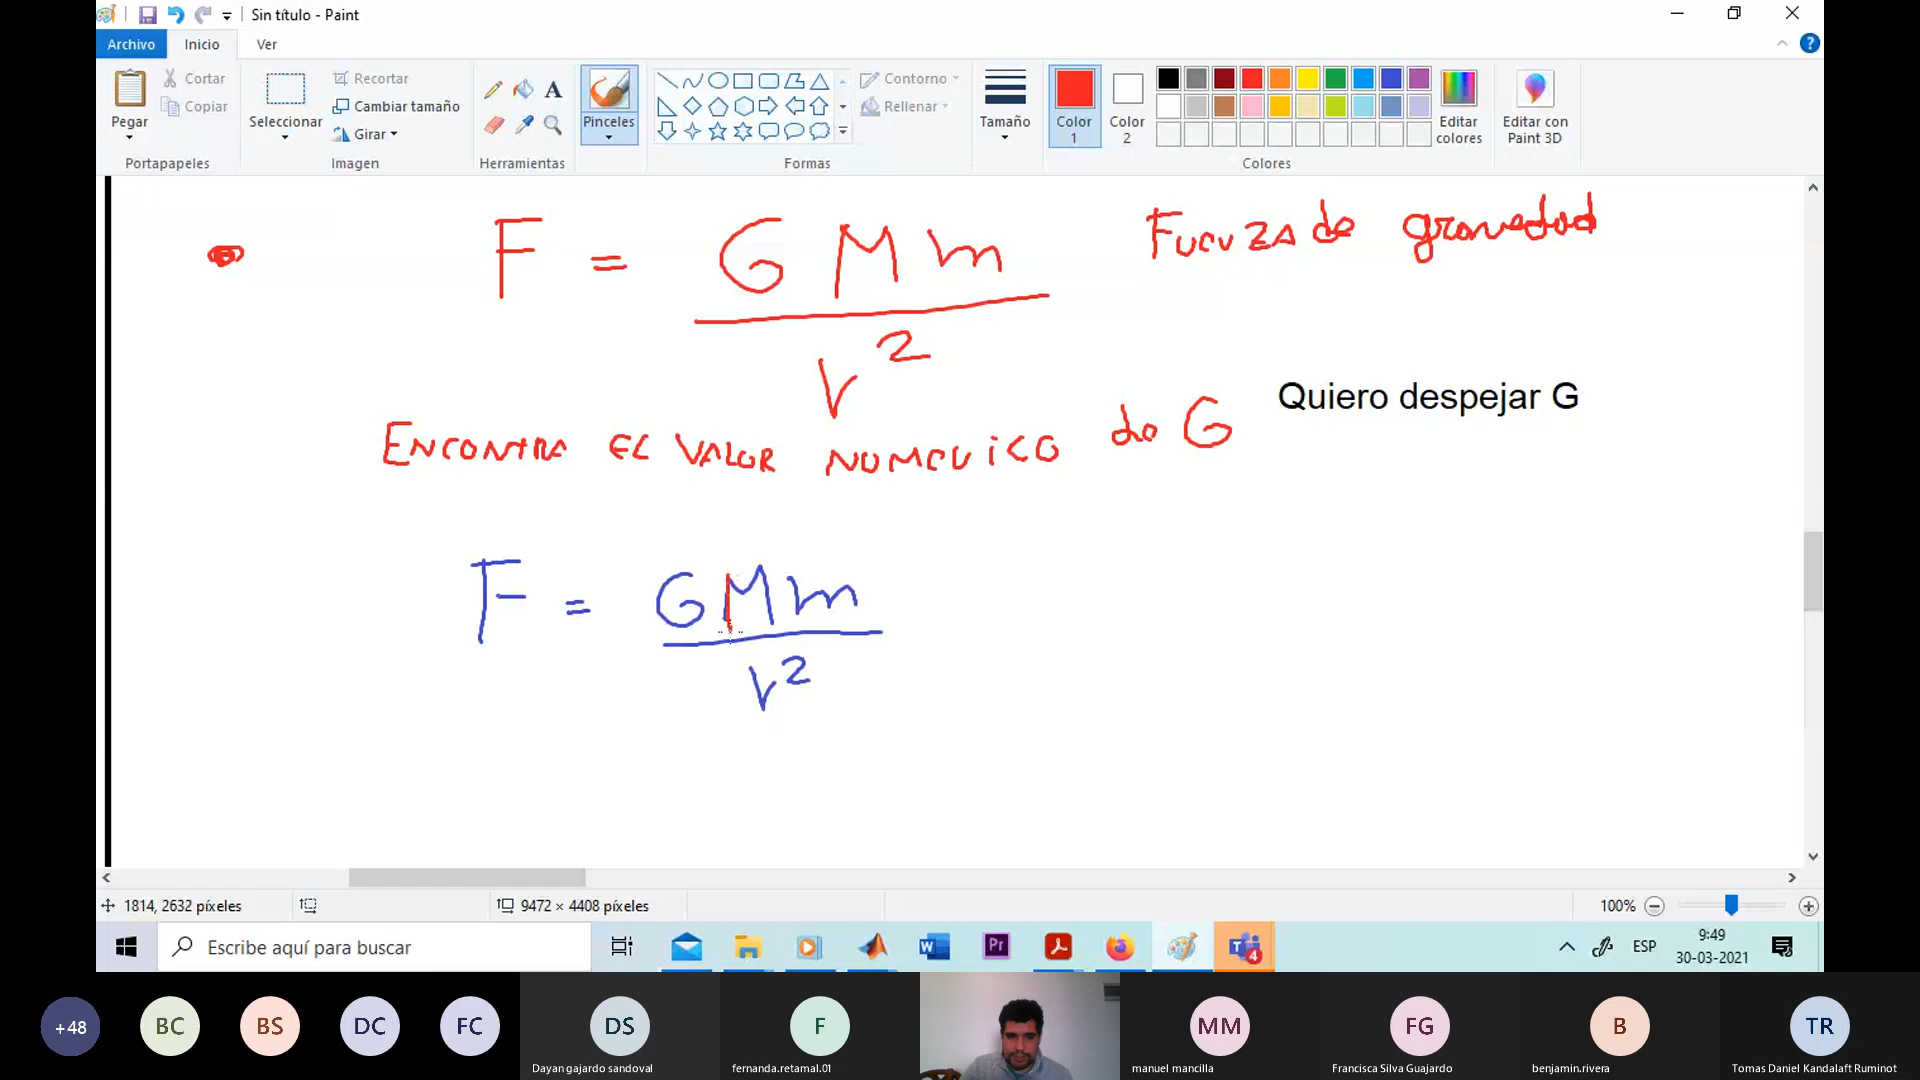 Sin título - Paint
Archivo Inicio Ver
Pegar
Cortar
Copiar
Portapapeles
Seleccionar
Recortar
Cambiar tamaño
Girar
Imagen
Herramientas
Pinceles
Contorno
Rellenar
Formas
Tamaño
Color 1
Color 2
Editar colores
Editar con Paint 3D
Colores
F = G M m
r²
Fuerza de gravedad
Quiero despejar G
ENCONTRA EL VALOR NUMERICO de G
F = G M m
r²
1814, 2632 píxeles
9472 × 4408 píxeles
100%
Escribe aquí para buscar
W
Pr
T
4
ESP
9:49
30-03-2021
+48 BC BS DC FC DS F MM FG B TR
Dayan gajardo sandoval
fernanda.retamal.01
manuel mancilla
Francisca Silva Guajardo
benjamin.rivera
Tomas Daniel Kandalaft Ruminot